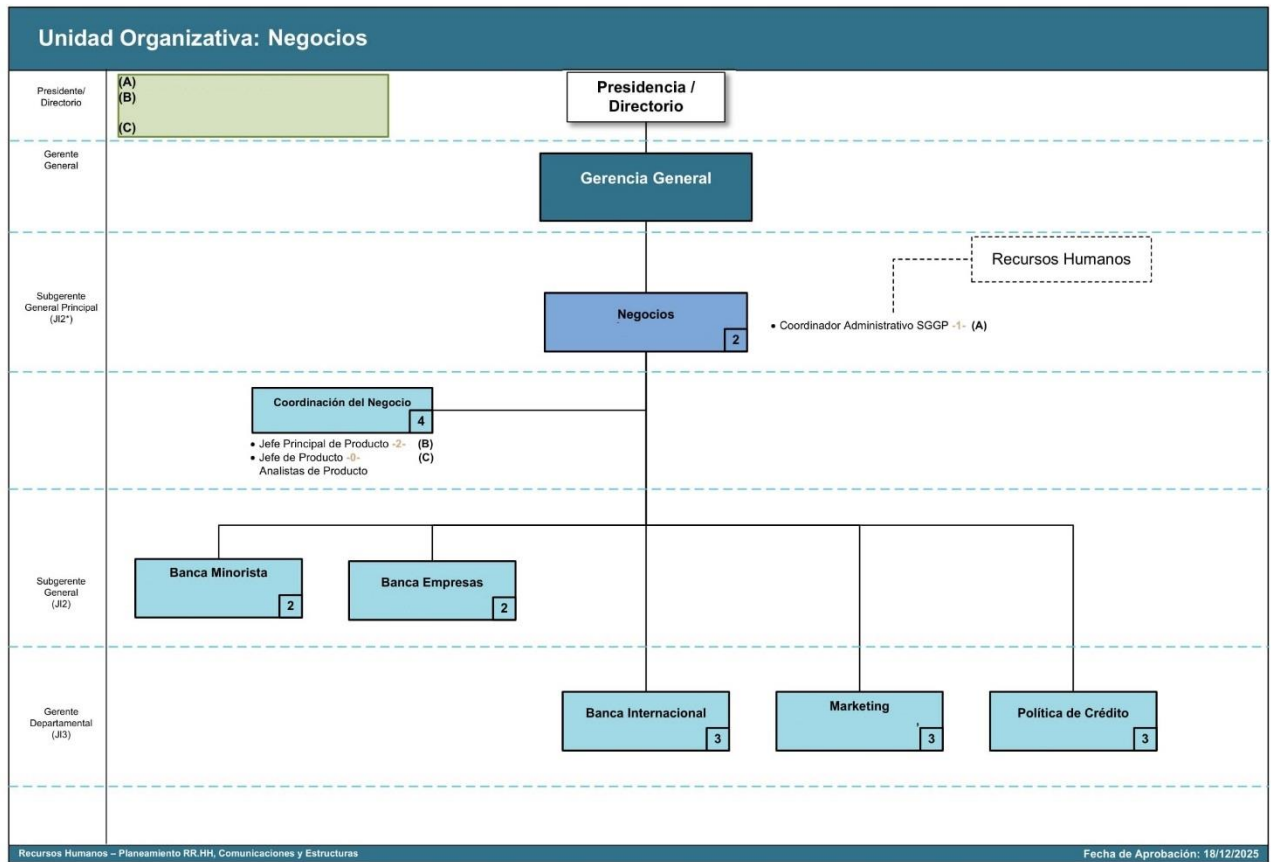 Unidad Organizativa: Negocios
Presidente/
Directorio
(A)
(B)
(C)
Presidencia /
Directorio
Gerente
General
Gerencia General
Recursos Humanos
Subgerente
General Principal
(JI2*)
Negocios
2
• Coordinador Administrativo SGGP -1- (A)
Coordinación del Negocio
4
• Jefe Principal de Producto -2- (B)
• Jefe de Producto -0- (C)
Analistas de Producto
Subgerente
General
(JI2)
Banca Minorista
2
Banca Empresas
2
Gerente
Departamental
(JI3)
Banca Internacional
3
Marketing
,
3
Política de Crédito
3
Recursos Humanos – Planeamiento RR.HH, Comunicaciones y Estructuras
Fecha de Aprobación: 18/12/2025